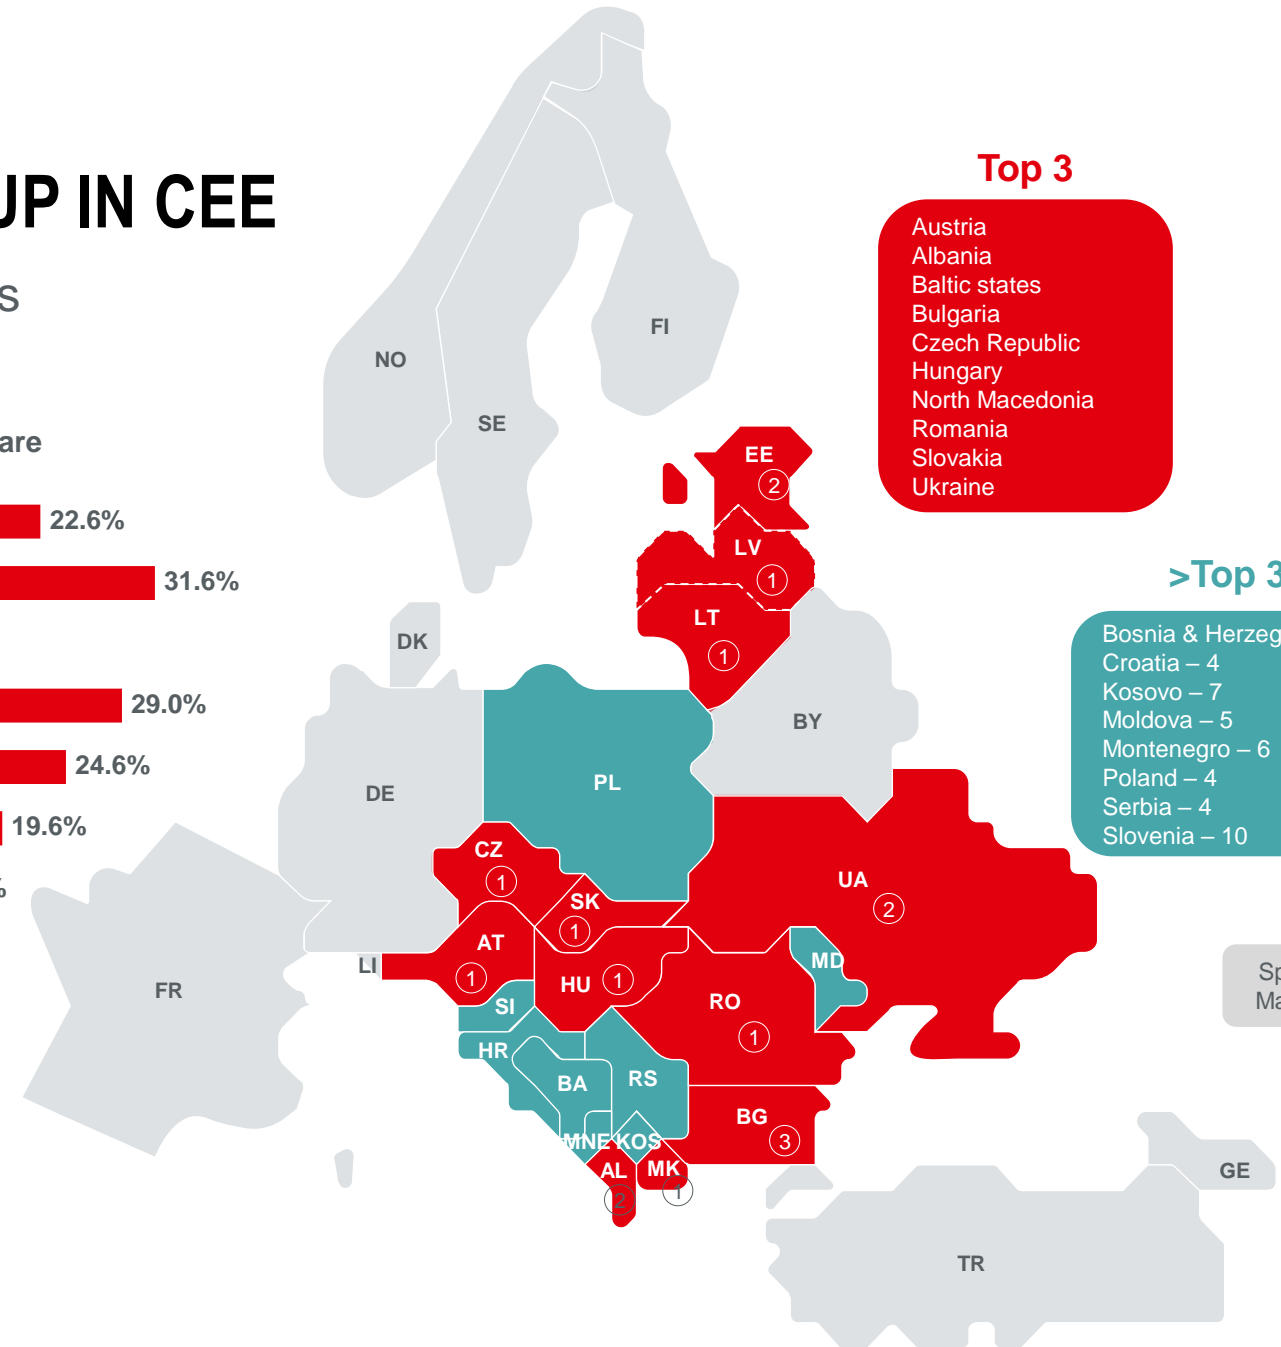 UP IN CEE
S
are
22.6%
31.6%
29.0%
24.6%
19.6%
%
Top 3
Austria
Albania
Baltic states
Bulgaria
Czech Republic
Hungary
North Macedonia
Romania
Slovakia
Ukraine
>Top 3
Bosnia & Herzeg
Croatia – 4
Kosovo – 7
Moldova – 5
Montenegro – 6
Poland – 4
Serbia – 4
Slovenia – 10
Sp
Ma
NO
SE
FI
EE
2
LV
1
LT
1
DK
BY
DE
PL
CZ
1
SK
1
UA
2
AT
1
LI
HU
1
MD
FR
SI
RO
1
HR
BA
RS
BG
3
MNE
KOS
AL
2
MK
1
GE
TR